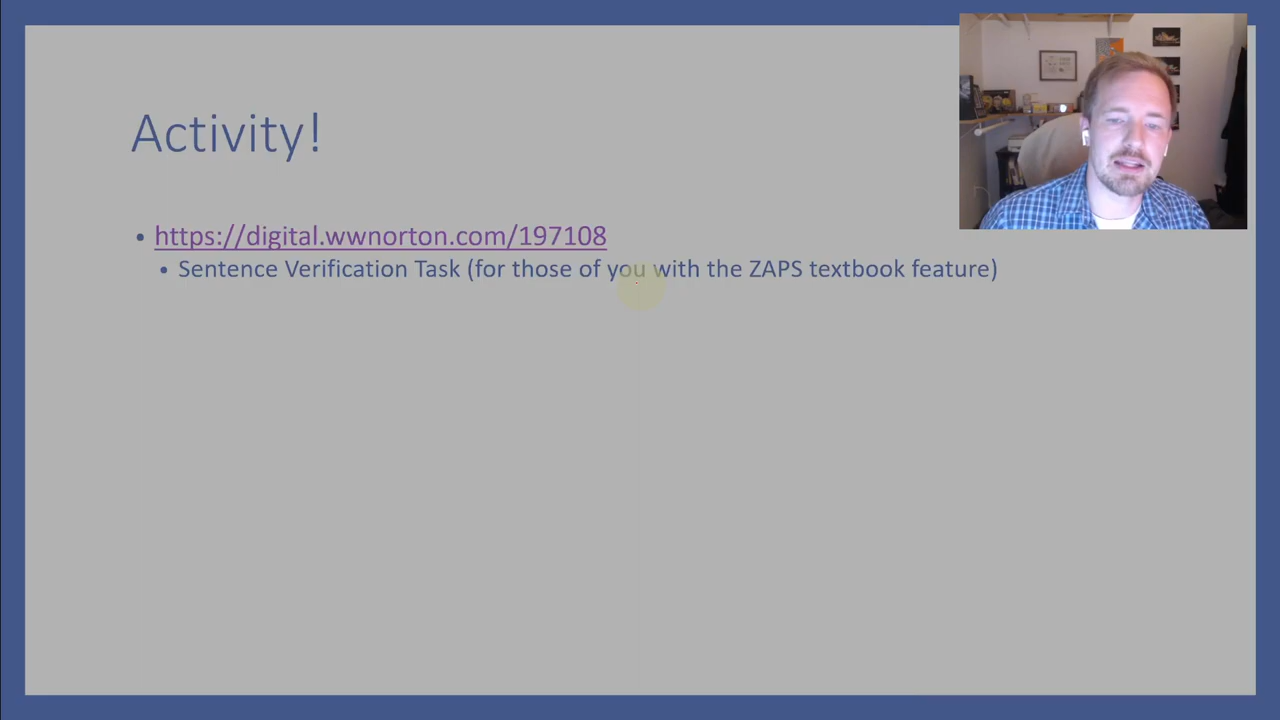 Activity!
https://digital.wwnorton.com/197108
Sentence Verification Task (for those of you with the ZAPS textbook feature)